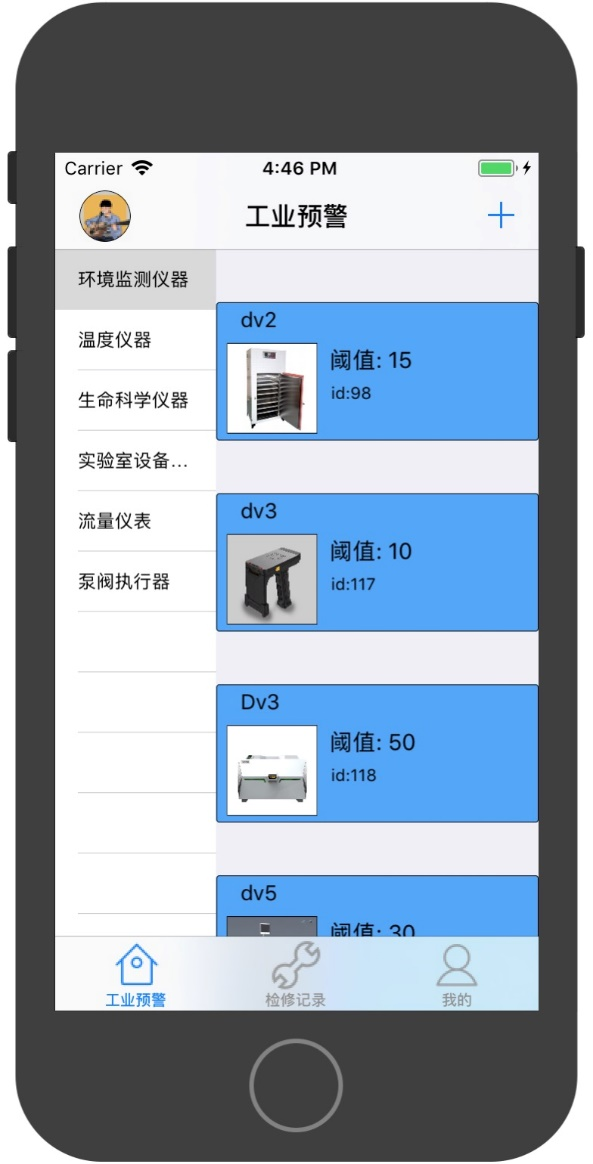 Carrier 4:46 PM
工业预警
环境监测仪器
温度仪器
生命科学仪器
实验室设备...
流量仪表
泵阀执行器
dv2
阈值: 15
id:98
dv3
阈值: 10
id:117
Dv3
阈值: 50
id:118
dv5
阈值: 30
工业预警 检修记录 我的